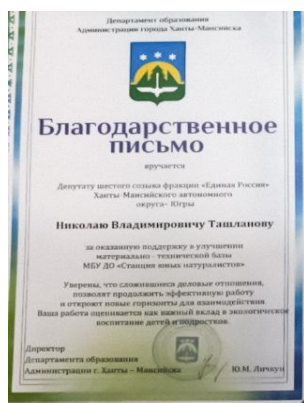 Департамент образования
Администрации города Ханты-Мансийска
Благодарственное
письмо
вручается
Депутату шестого созыва фракции «Единая Россия»
Ханты-Мансийского автономного
округа- Югры
Николаю Владимировичу Ташланову
за оказанную поддержку в улучшении
материально - технической базы
МБУ ДО «Станция юных натуралистов»
Уверены, что сложившиеся деловые отношения,
позволят продолжить эффективную работу
и откроют новые горизонты для взаимодействия
Ваша работа оценивается как важный вклад в экологическое
воспитание детей и подростков.
Директор
Департамента образования
Администрации г. Ханты – Мансийска Ю.М. Личкун